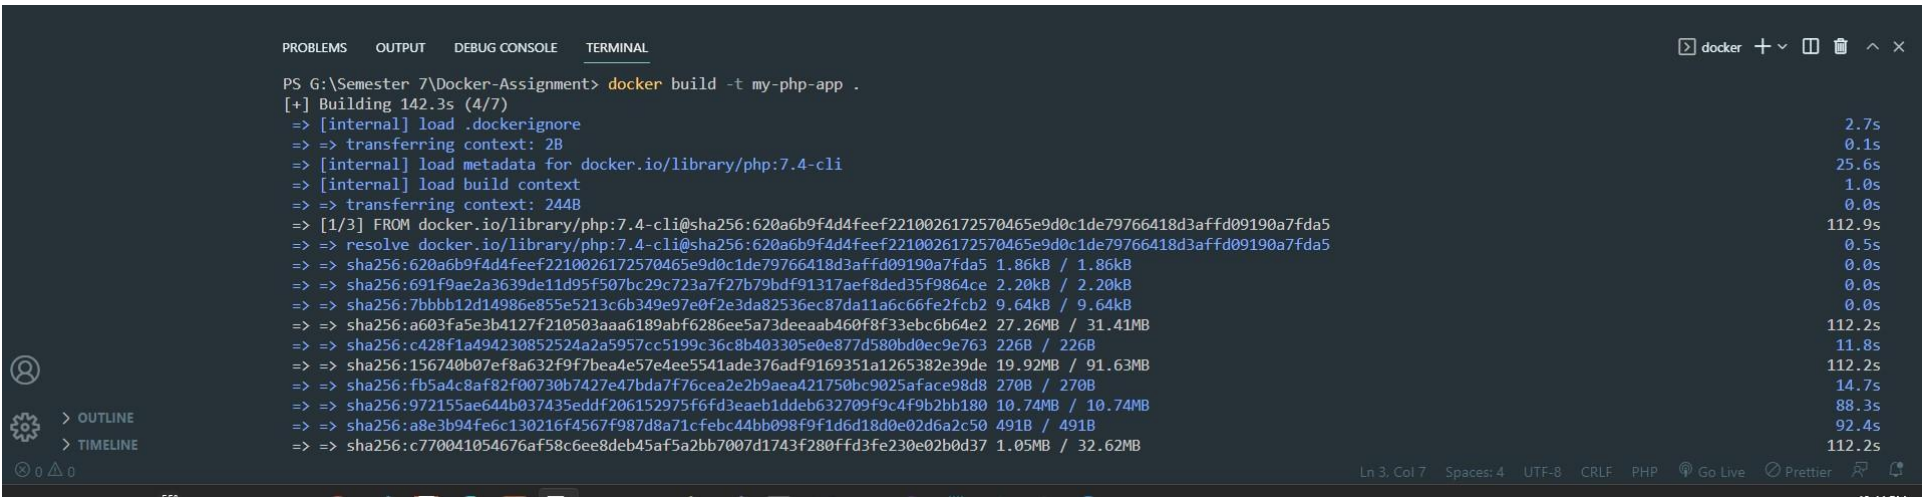 PROBLEMS OUTPUT DEBUG CONSOLE TERMINAL docker
PS G:\Semester 7\Docker-Assignment> docker build -t my-php-app .
[+] Building 142.3s (4/7)
=> [internal] load .dockerignore 2.7s
=> => transferring context: 2B 0.1s
=> [internal] load metadata for docker.io/library/php:7.4-cli 25.6s
=> [internal] load build context 1.0s
=> => transferring context: 244B 0.0s
=> [1/3] FROM docker.io/library/php:7.4-cli@sha256:620a6b9f4d4feef2210026172570465e9d0c1de79766418d3affd09190a7fda5 112.9s
=> => resolve docker.io/library/php:7.4-cli@sha256:620a6b9f4d4feef2210026172570465e9d0c1de79766418d3affd09190a7fda5 0.5s
=> => sha256:620a6b9f4d4feef2210026172570465e9d0c1de79766418d3affd09190a7fda5 1.86kB / 1.86kB 0.0s
=> => sha256:691f9ae2a3639de11d95f507bc29c723a7f27b79bdf91317aef8ded35f9864ce 2.20kB / 2.20kB 0.0s
=> => sha256:7bbbb12d14986e855e5213c6b349e97e0f2e3da82536ec87da11a6c66fe2fcb2 9.64kB / 9.64kB 0.0s
=> => sha256:a603fa5e3b4127f210503aaa6189abf6286ee5a73deeaab460f8f33ebc6b64e2 27.26MB / 31.41MB 112.2s
=> => sha256:c428f1a494230852524a2a5957cc5199c36c8b403305e0e877d580bd0ec9e763 226B / 226B 11.8s
=> => sha256:156740b07ef8a632f9f7bea4e57e4ee5541ade376adf9169351a1265382e39de 19.92MB / 91.63MB 112.2s
=> => sha256:fb5a4c8af82f00730b7427e47bda7f76cea2e2b9aea421750bc9025aface98d8 270B / 270B 14.7s
=> => sha256:972155ae644b037435eddf206152975f6fd3eaeb1ddeb632709f9c4f9b2bb180 10.74MB / 10.74MB 88.3s
=> => sha256:a8e3b94fe6c130216f4567f987d8a71cfebc44bb098f9f1d6d18d0e02d6a2c50 491B / 491B 92.4s
=> => sha256:c770041054676af58c6ee8deb45af5a2bb7007d1743f280ffd3fe230e02b0d37 1.05MB / 32.62MB 112.2s
OUTLINE
TIMELINE
0 0 Ln 3, Col 7 Spaces: 4 UTF-8 CRLF PHP Go Live Prettier